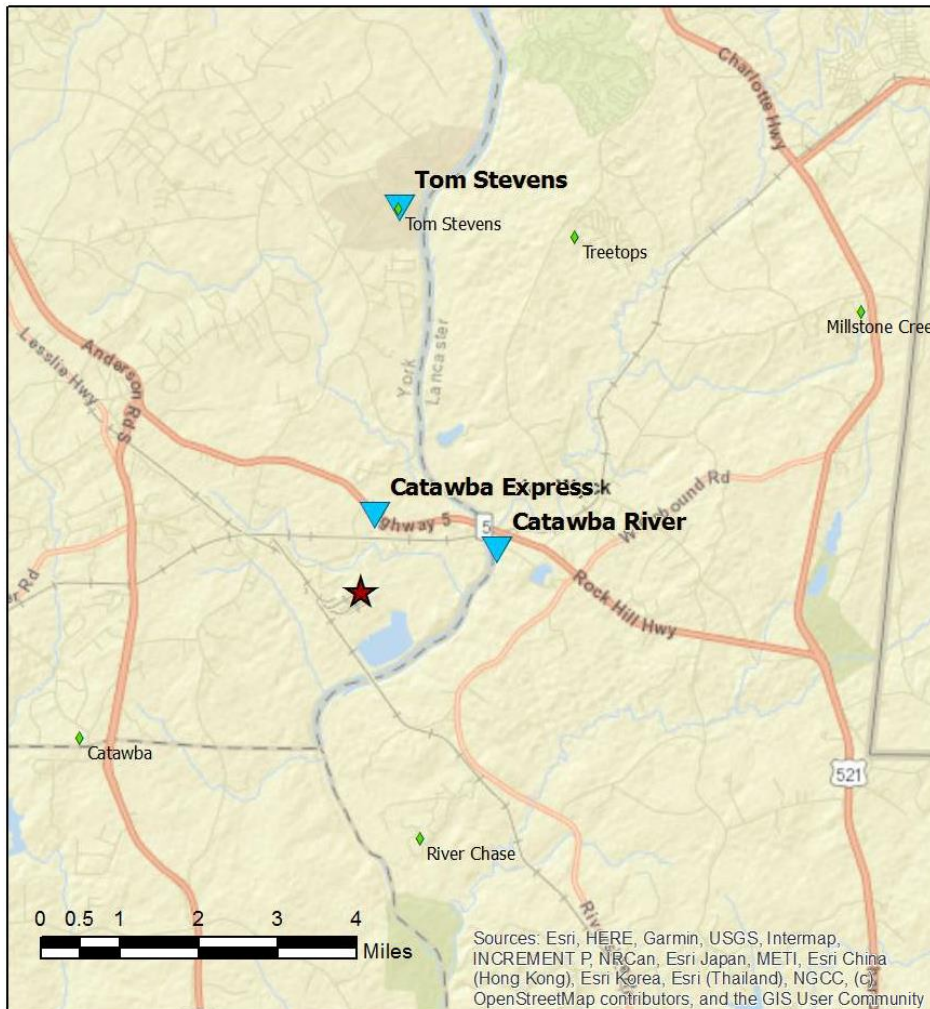 Charlotte Hwy
Tom Stevens
Tom Stevens
Treetops
Millstone Cree
York
Lancaster
Lesslie Hwy
Anderson Rd S
Catawba Express
Highway 5
5
Catawba River
Rd
Rock Hill Hwy
er Rd
Catawba
521
River Chase
0 0.5 1 2 3 4
Miles
Sources: Esri, HERE, Garmin, USGS, Intermap,
INCREMENT P, NRCan, Esri Japan, METI, Esri China
(Hong Kong), Esri Korea, Esri (Thailand), NGCC, (c)
OpenStreetMap contributors, and the GIS User Community